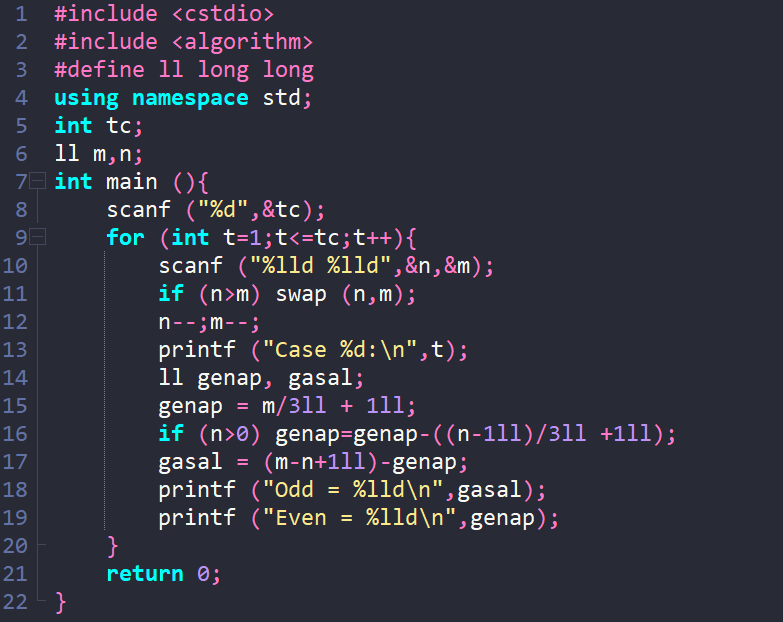 1 #include <cstdio>
2 #include <algorithm>
3 #define ll long long
4 using namespace std;
5 int tc;
6 ll m,n;
7 int main (){
8 scanf ("%d",&tc);
9 for (int t=1;t<=tc;t++){
10 scanf ("%lld %lld",&n,&m);
11 if (n>m) swap (n,m);
12 n--;m--;
13 printf ("Case %d:\n",t);
14 ll genap, gasal;
15 genap = m/3ll + 1ll;
16 if (n>0) genap=genap-((n-1ll)/3ll +1ll);
17 gasal = (m-n+1ll)-genap;
18 printf ("Odd = %lld\n",gasal);
19 printf ("Even = %lld\n",genap);
20 }
21 return 0;
22 }